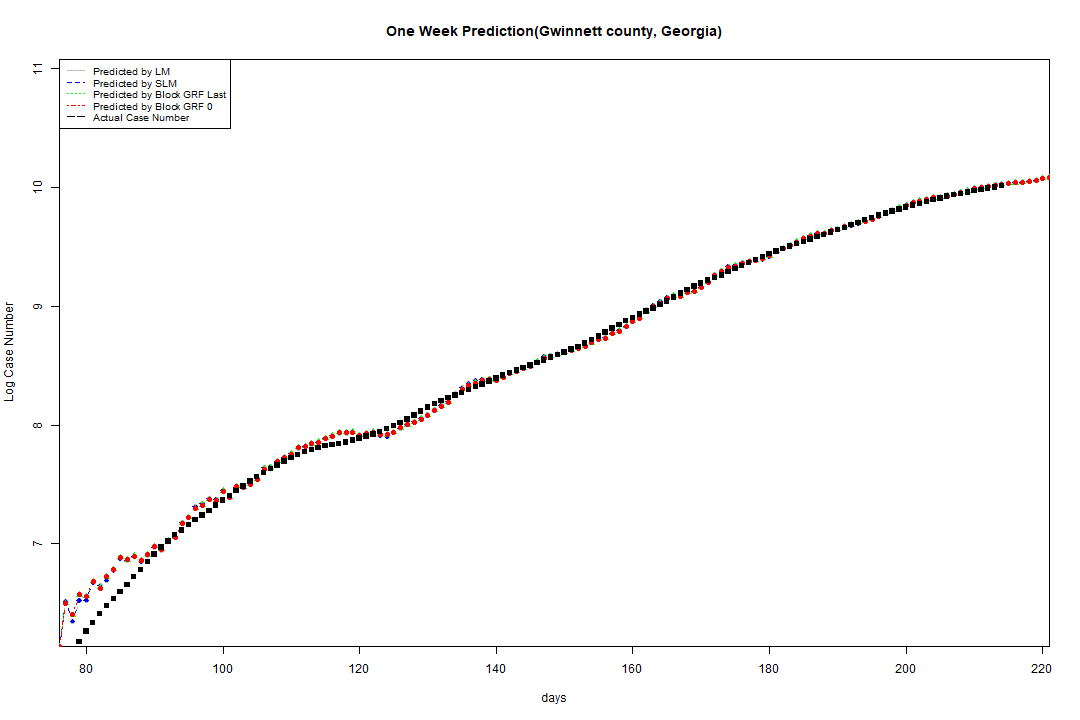 One Week Prediction(Gwinnett county, Georgia)
11
Predicted by LM
Predicted by SLM
Predicted by Block GRF Last
Predicted by Block GRF 0
Actual Case Number
10
9
8
7
Log Case Number
80 100 120 140 160 180 200 220
days